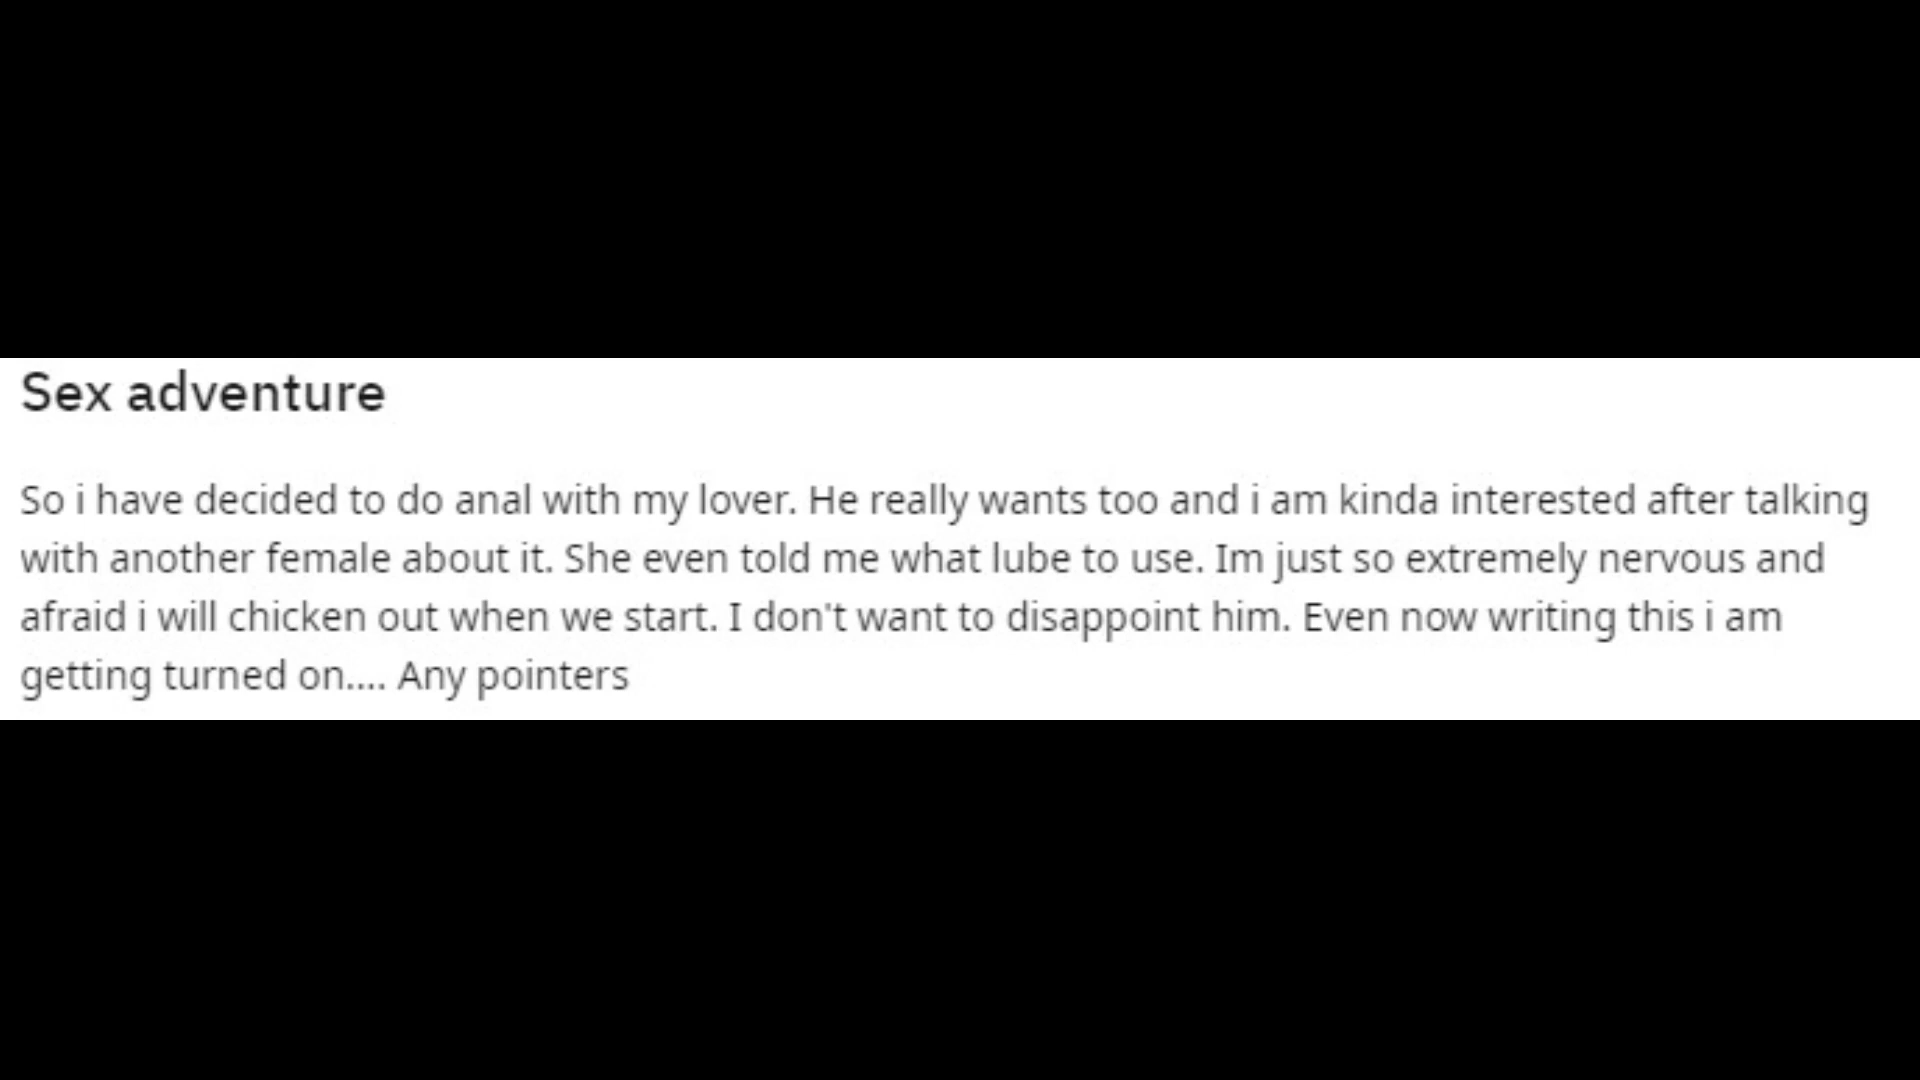 Sex adventure
So i have decided to do anal with my lover. He really wants too and i am kinda interested after talking
with another female about it. She even told me what lube to use. Im just so extremely nervous and
afraid i will chicken out when we start. I don't want to disappoint him. Even now writing this i am
getting turned on.... Any pointers